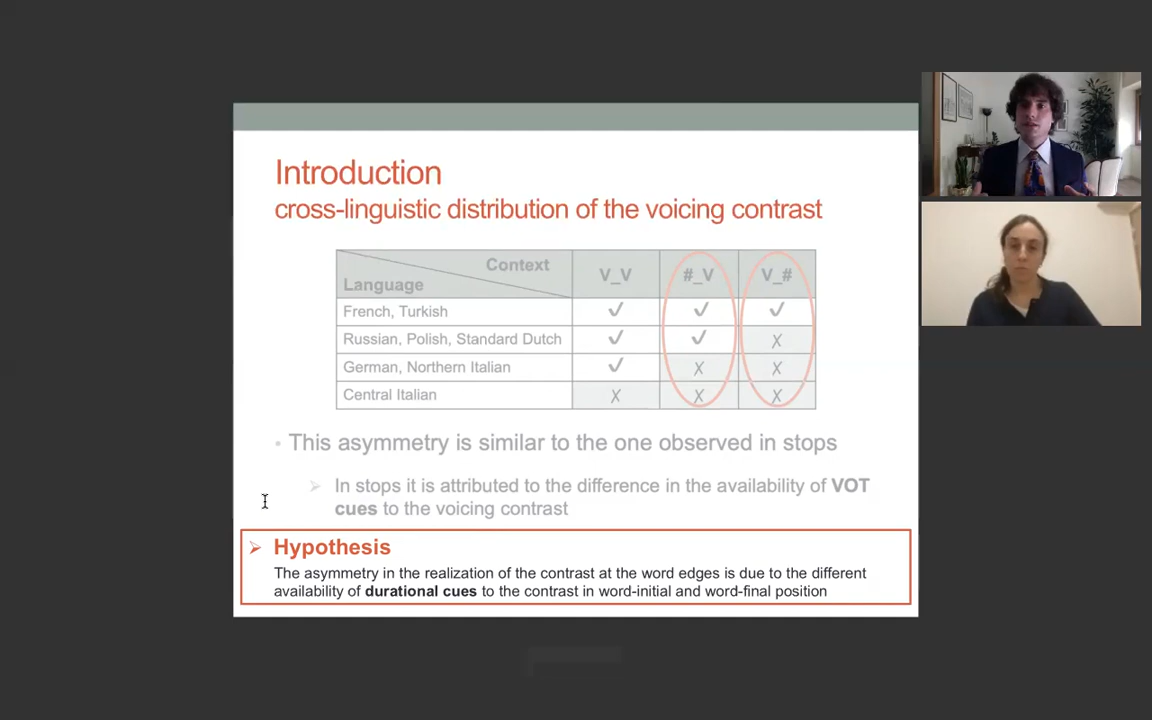 Introduction
cross-linguistic distribution of the voicing contrast
Context
Language
V_V
#_V
V_#
French, Turkish ✓ ✓ ✓
Russian, Polish, Standard Dutch ✓ ✓ X
German, Northern Italian ✓ X X
Central Italian X X X
• This asymmetry is similar to the one observed in stops
In stops it is attributed to the difference in the availability of VOT
cues to the voicing contrast
Hypothesis
The asymmetry in the realization of the contrast at the word edges is due to the different
availability of durational cues to the contrast in word-initial and word-final position